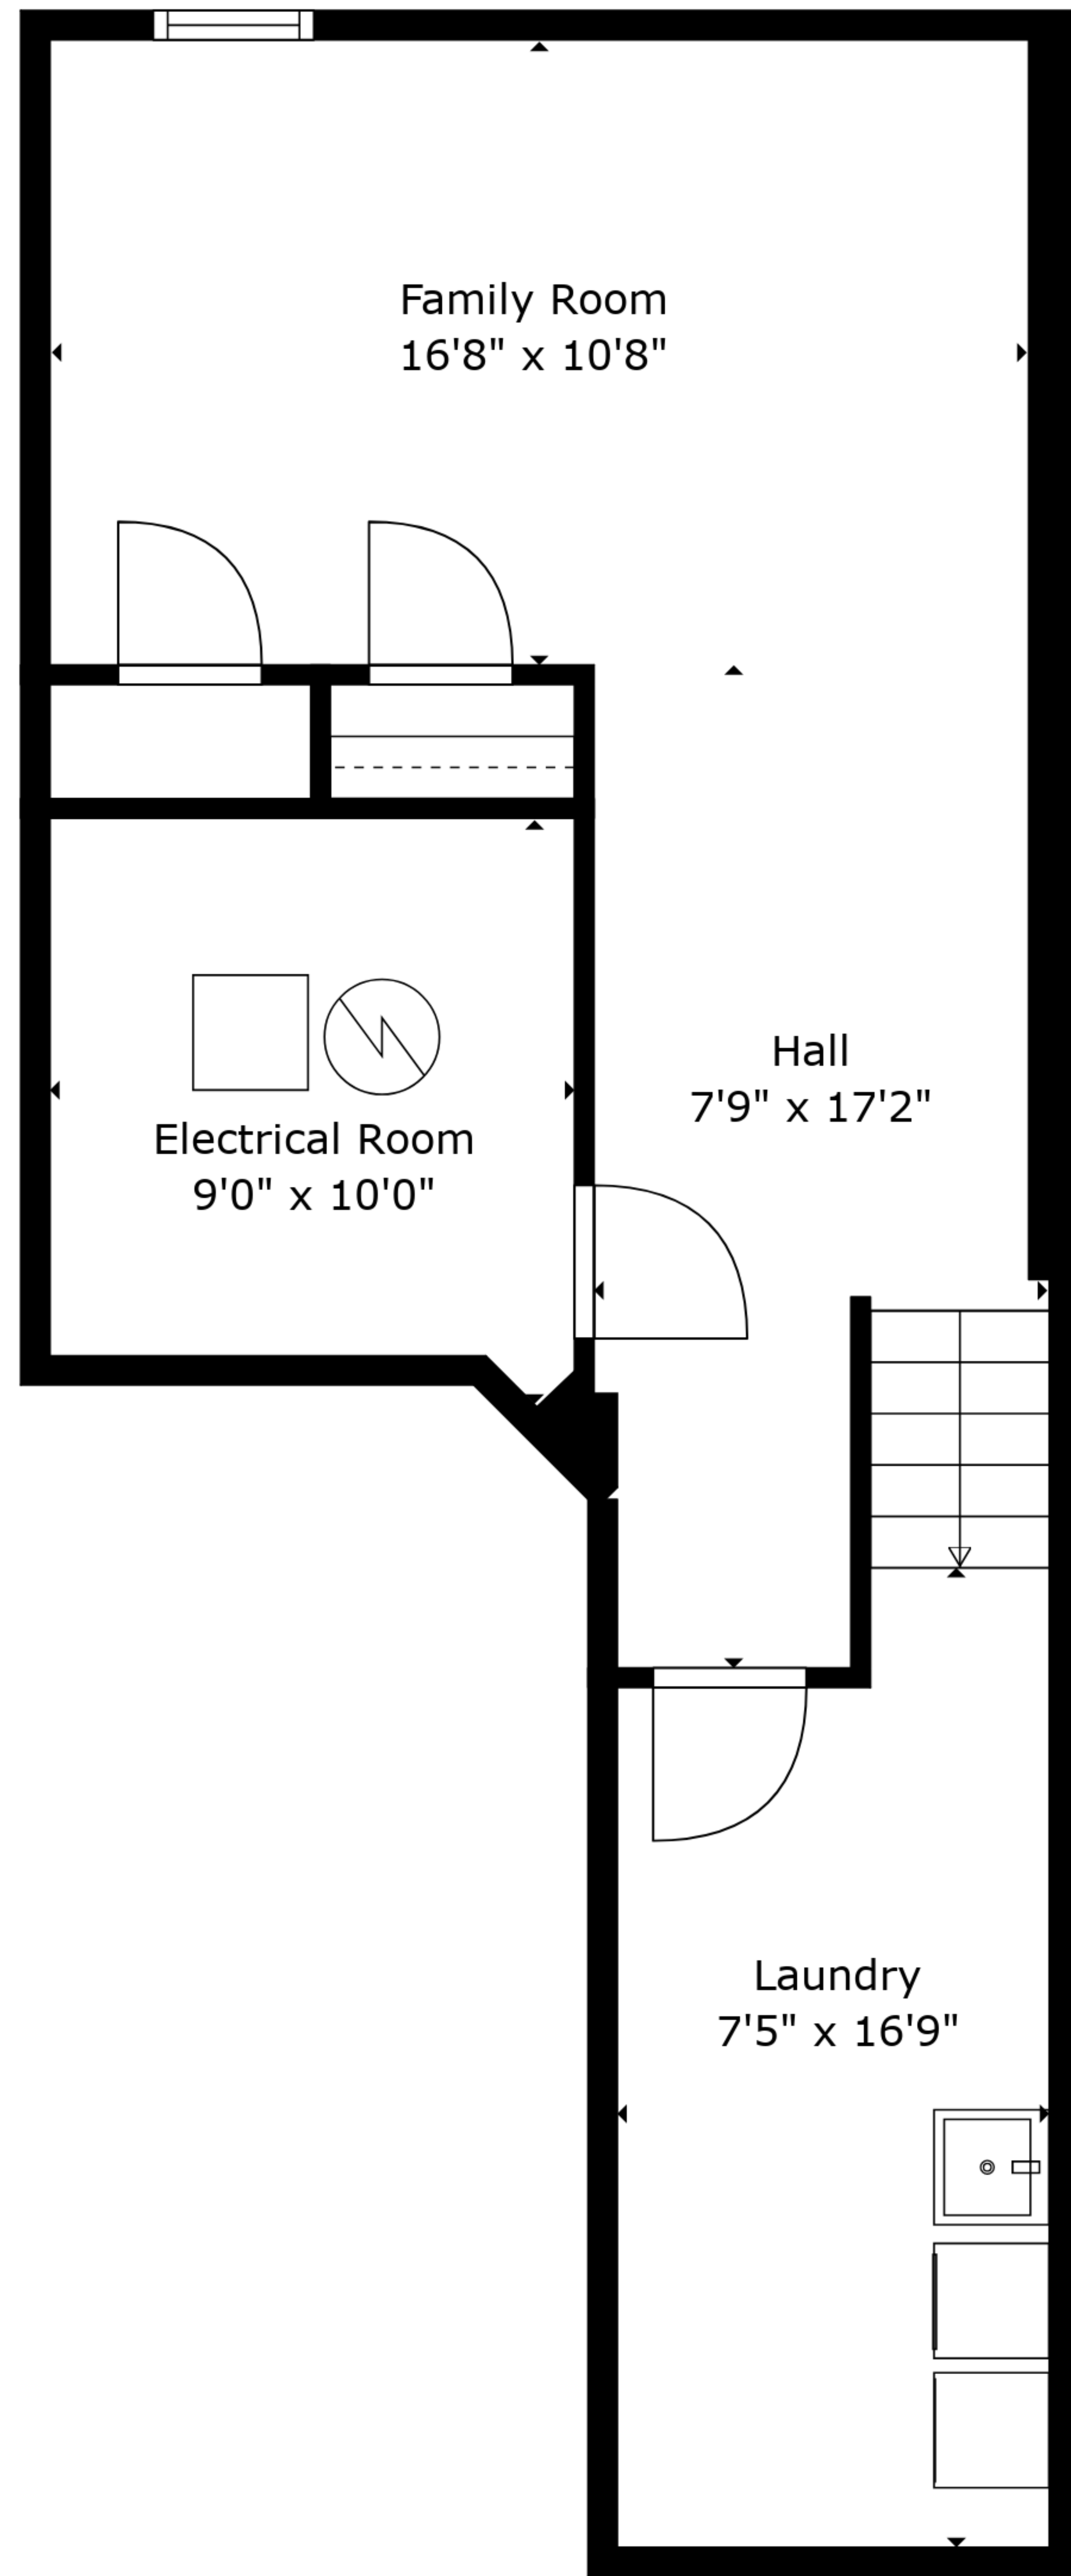 Family Room
16'8" x 10'8"
Hall
7'9" x 17'2"
Electrical Room
9'0" x 10'0"
Laundry
7'5" x 16'9"